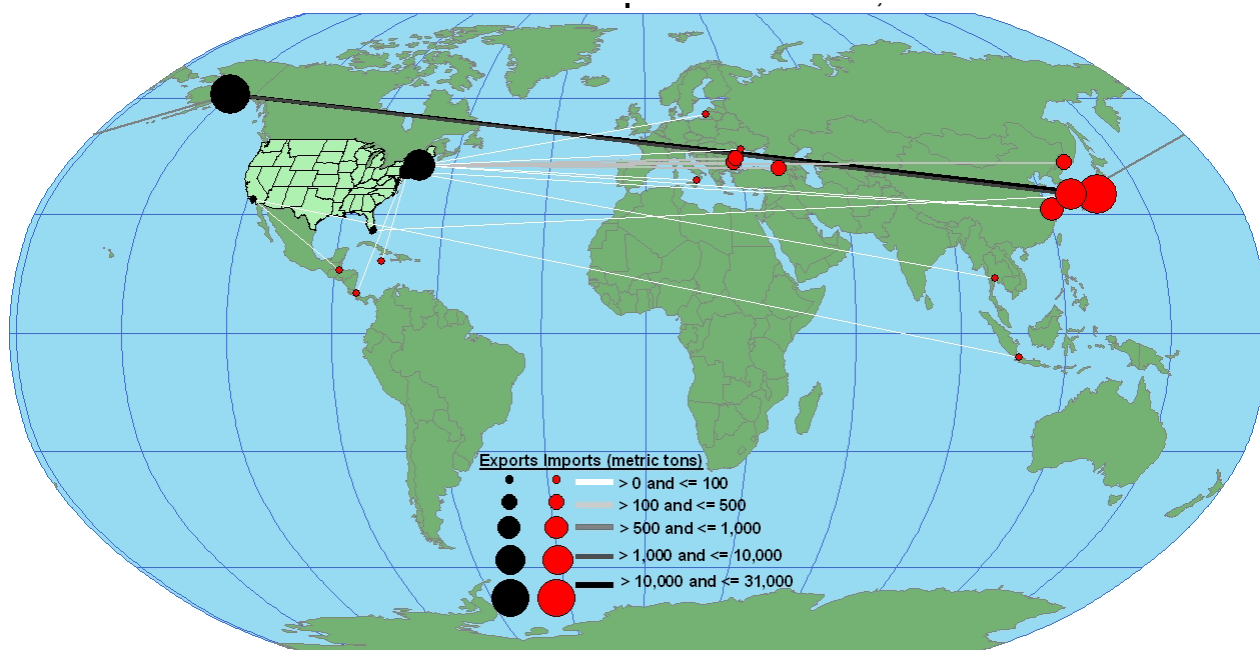 Exports Imports (metric tons)
> 0 and <= 100
> 100 and <= 500
> 500 and <= 1,000
> 1,000 and <= 10,000
> 10,000 and <= 31,000